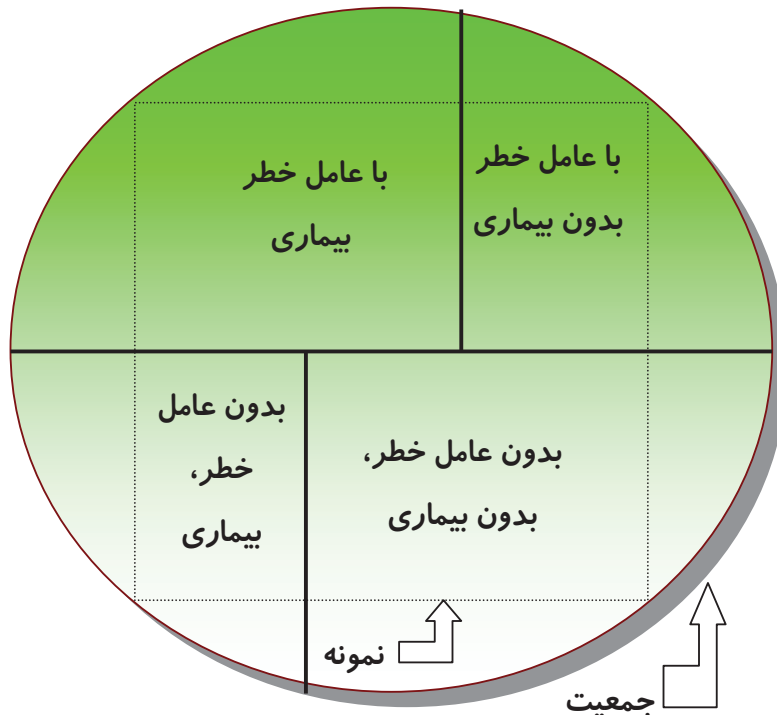 با عامل خطر
بدون بیماری
با عامل خطر
بیماری
بدون عامل خطر،
بدون بیماری
بدون عامل
خطر،
بیماری
نمونه
جمعیت